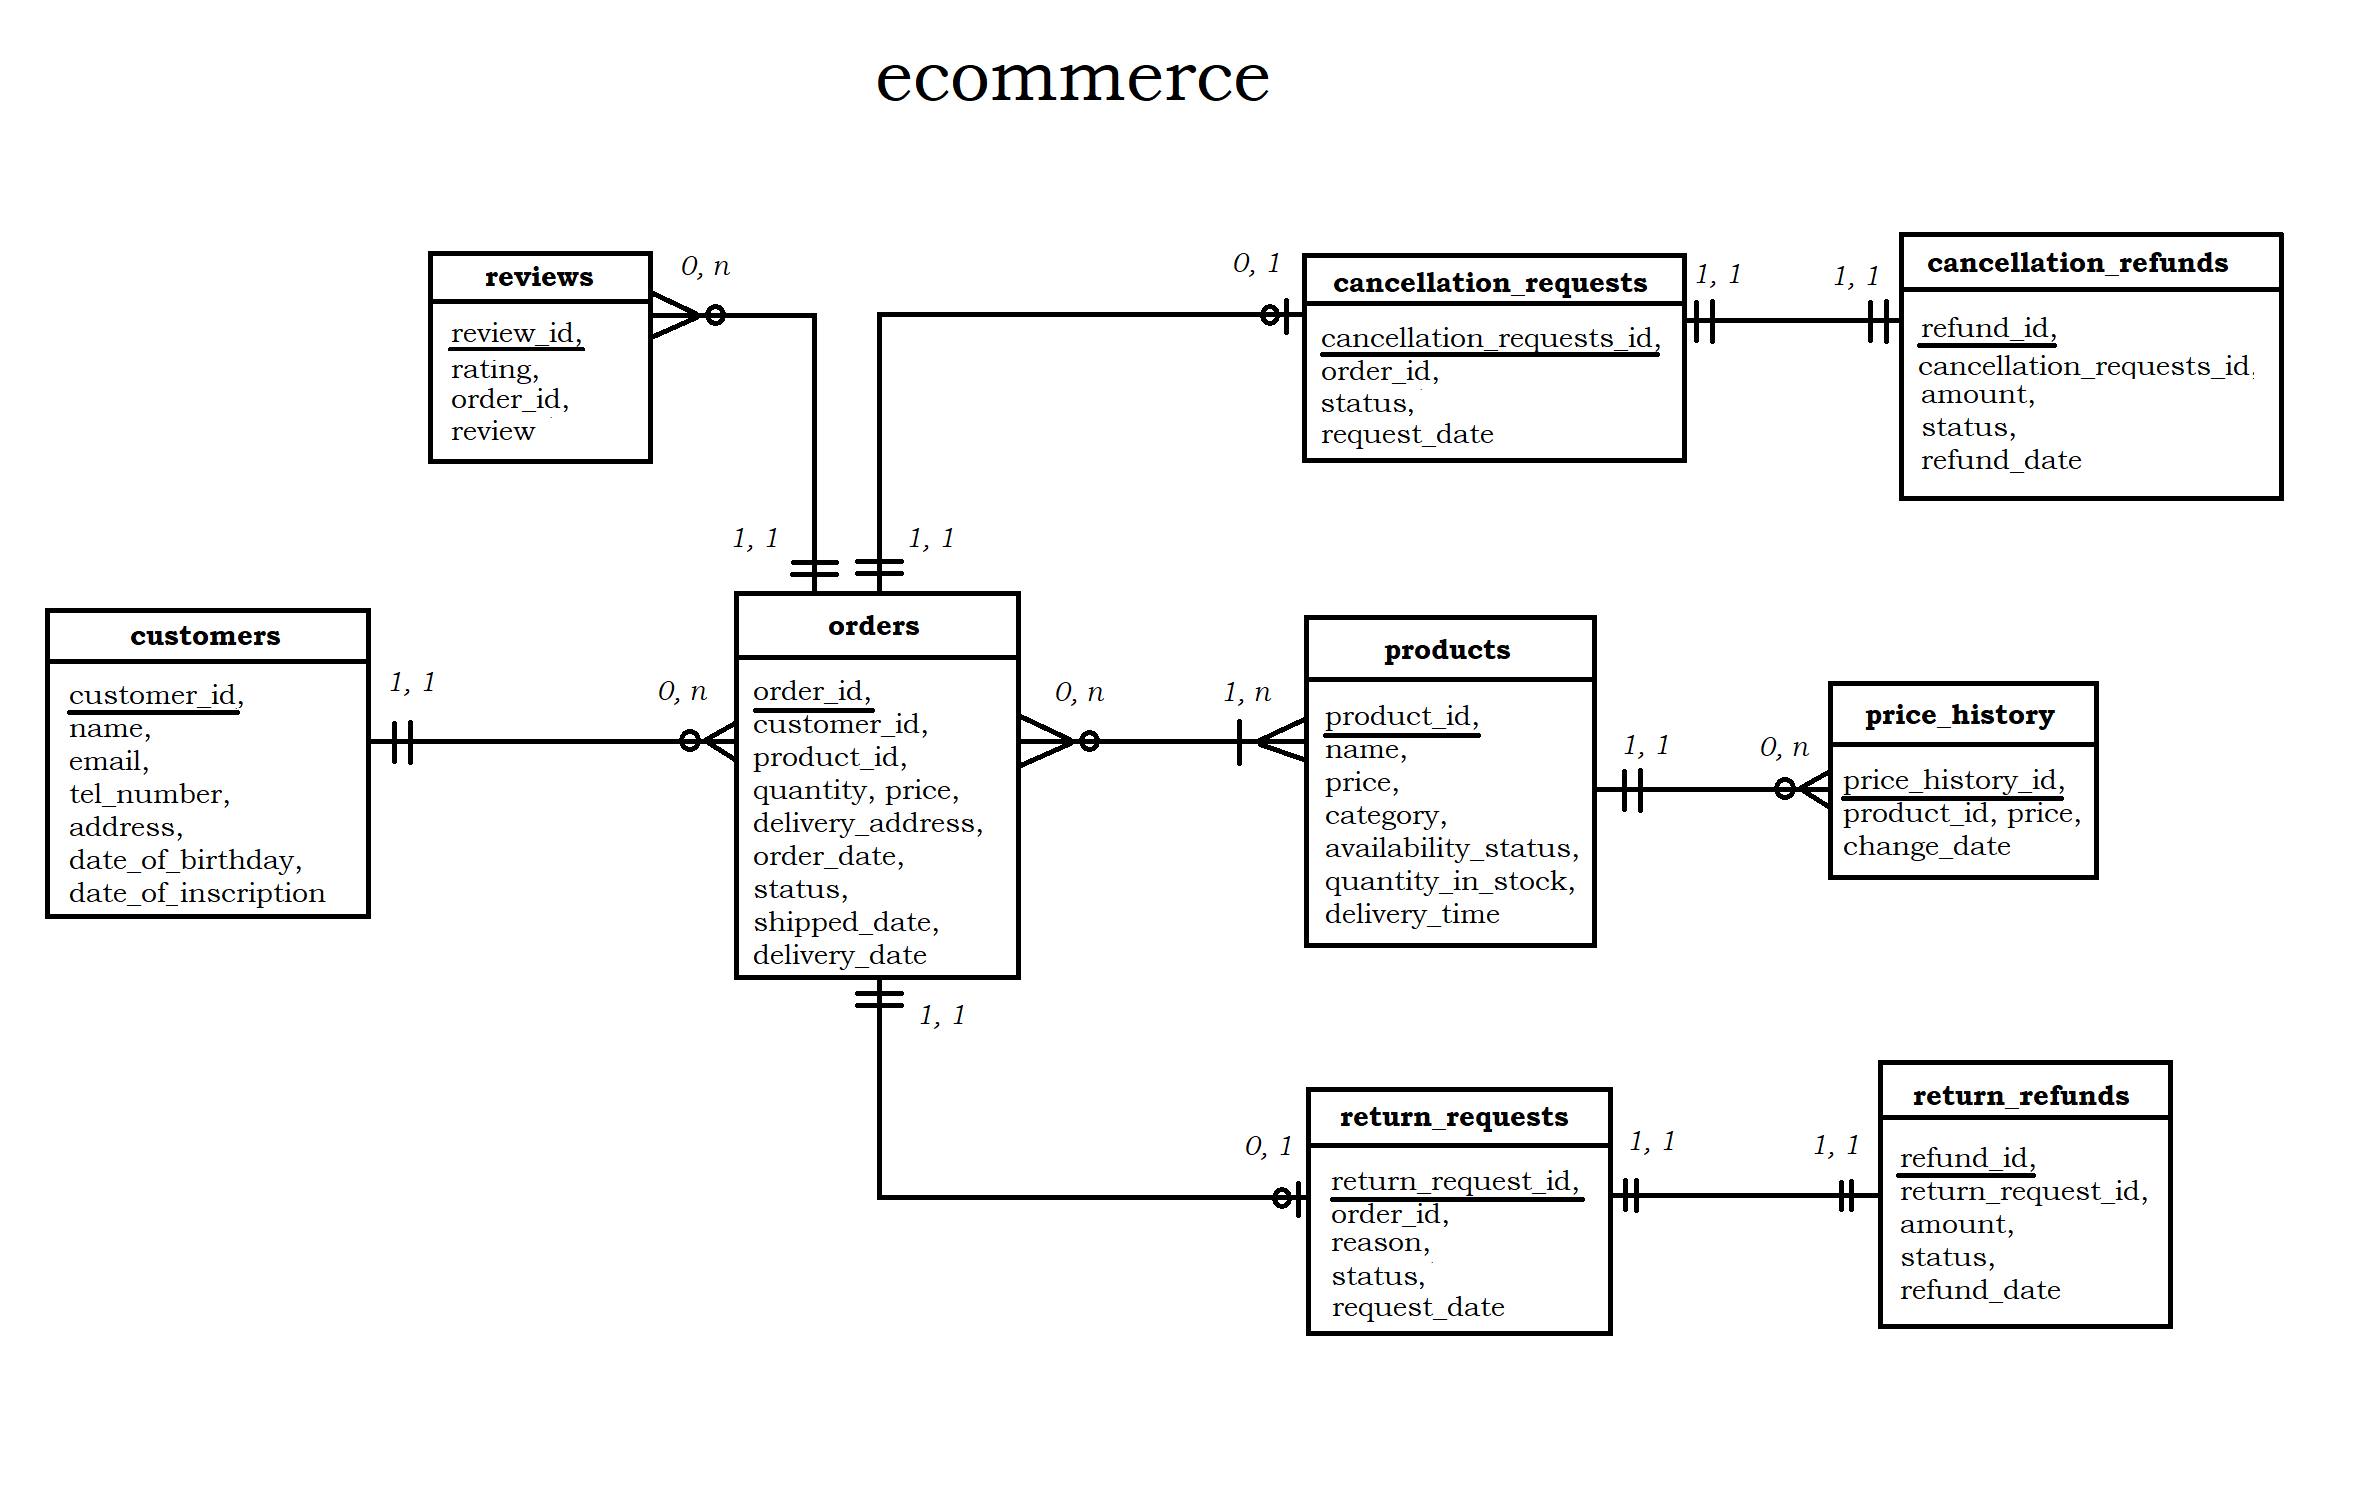 ecommerce
reviews
0, n
review_id,
rating,
order_id,
review
0, 1
cancellation_requests
cancellation_requests_id,
order_id,
status,
request_date
1, 1
1, 1
cancellation_refunds
refund_id,
cancellation_requests_id,
amount,
status,
refund_date
1, 1
1, 1
customers
customer_id,
name,
email,
tel_number,
address,
date_of_birthday,
date_of_inscription
1, 1
0, n
orders
order_id,
customer_id,
product_id,
quantity, price,
delivery_address,
order_date,
status,
shipped_date,
delivery_date
0, n
1, n
products
product_id,
name,
price,
category,
availability_status,
quantity_in_stock,
delivery_time
1, 1
0, n
price_history
price_history_id,
product_id, price,
change_date
1, 1
0, 1
return_requests
return_request_id,
order_id,
reason,
status,
request_date
1, 1
1, 1
return_refunds
refund_id,
return_request_id,
amount,
status,
refund_date